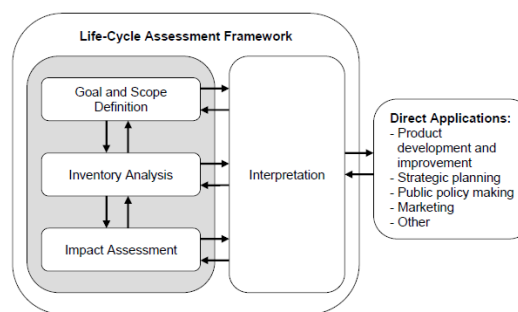 Life-Cycle Assessment Framework
Goal and Scope
Definition
Inventory Analysis
Impact Assessment
Interpretation
Direct Applications:
- Product
development and
improvement
- Strategic planning
- Public policy making
- Marketing
- Other